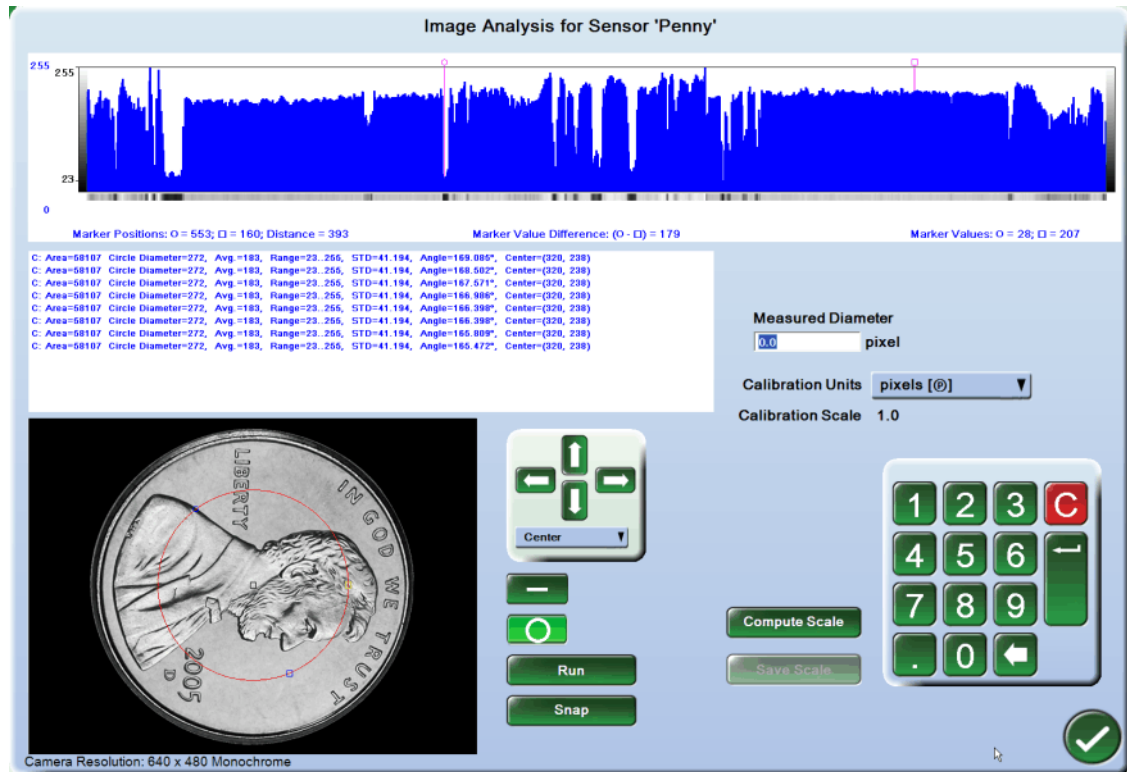 Image Analysis for Sensor 'Penny'
255
255
23
0
Marker Positions: O = 553; □ = 160; Distance = 393 Marker Value Difference: (O - □) = 179 Marker Values: O = 28; □ = 207
C: Area=58107 Circle Diameter=272, Avg.=183, Range=23..255, STD=41.194, Angle=169.085°, Center=(320, 238)
C: Area=58107 Circle Diameter=272, Avg.=183, Range=23..255, STD=41.194, Angle=168.502°, Center=(320, 238)
C: Area=58107 Circle Diameter=272, Avg.=183, Range=23..255, STD=41.194, Angle=167.571°, Center=(320, 238)
C: Area=58107 Circle Diameter=272, Avg.=183, Range=23..255, STD=41.194, Angle=166.986°, Center=(320, 238)
C: Area=58107 Circle Diameter=272, Avg.=183, Range=23..255, STD=41.194, Angle=166.398°, Center=(320, 238)
C: Area=58107 Circle Diameter=272, Avg.=183, Range=23..255, STD=41.194, Angle=166.398°, Center=(320, 238)
C: Area=58107 Circle Diameter=272, Avg.=183, Range=23..255, STD=41.194, Angle=165.809°, Center=(320, 238)
C: Area=58107 Circle Diameter=272, Avg.=183, Range=23..255, STD=41.194, Angle=165.472°, Center=(320, 238)
Measured Diameter
0.0 pixel
Calibration Units pixels [℗]
Calibration Scale 1.0
IN GOD WE TRUST
LIBERTY
2005
D
Center
Run
Snap
Compute Scale
Save Scale
1 2 3 C
4 5 6
7 8 9
. 0
Camera Resolution: 640 x 480 Monochrome